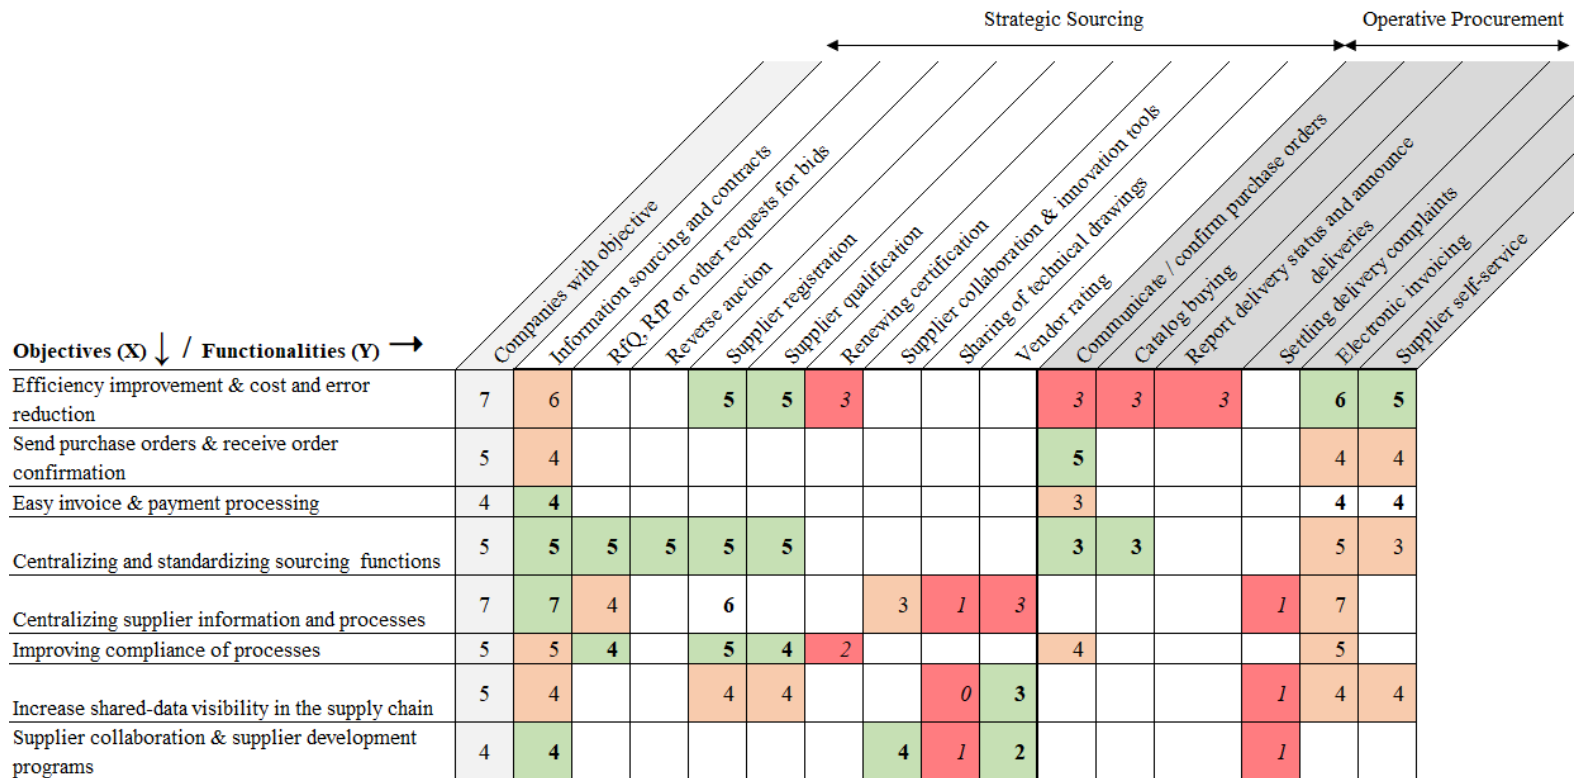 Strategic Sourcing
Operative Procurement
Objectives (X) ↓ / Functionalities (Y) →
Companies with objective
Information sourcing and contracts
RfQ, RfP or other requests for bids
Reverse auction
Supplier registration
Supplier qualification
Renewing certification
Supplier collaboration & innovation tools
Sharing of technical drawings
Vendor rating
Communicate / confirm purchase orders
Catalog buying
Report delivery status and announce
deliveries
Settling delivery complaints
Electronic invoicing
Supplier self-service
Efficiency improvement & cost and error
reduction
7 6 5 5 3 3 3 3 6 5
Send purchase orders & receive order
confirmation
5 4 5 4 4
Easy invoice & payment processing 4 4 3 4 4
Centralizing and standardizing sourcing functions 5 5 5 5 5 5 3 3 5 3
Centralizing supplier information and processes 7 7 4 6 3 1 3 1 7
Improving compliance of processes 5 5 4 5 4 2 4 5
Increase shared-data visibility in the supply chain 5 4 4 4 0 3 1 4 4
Supplier collaboration & supplier development
programs
4 4 4 1 2 1